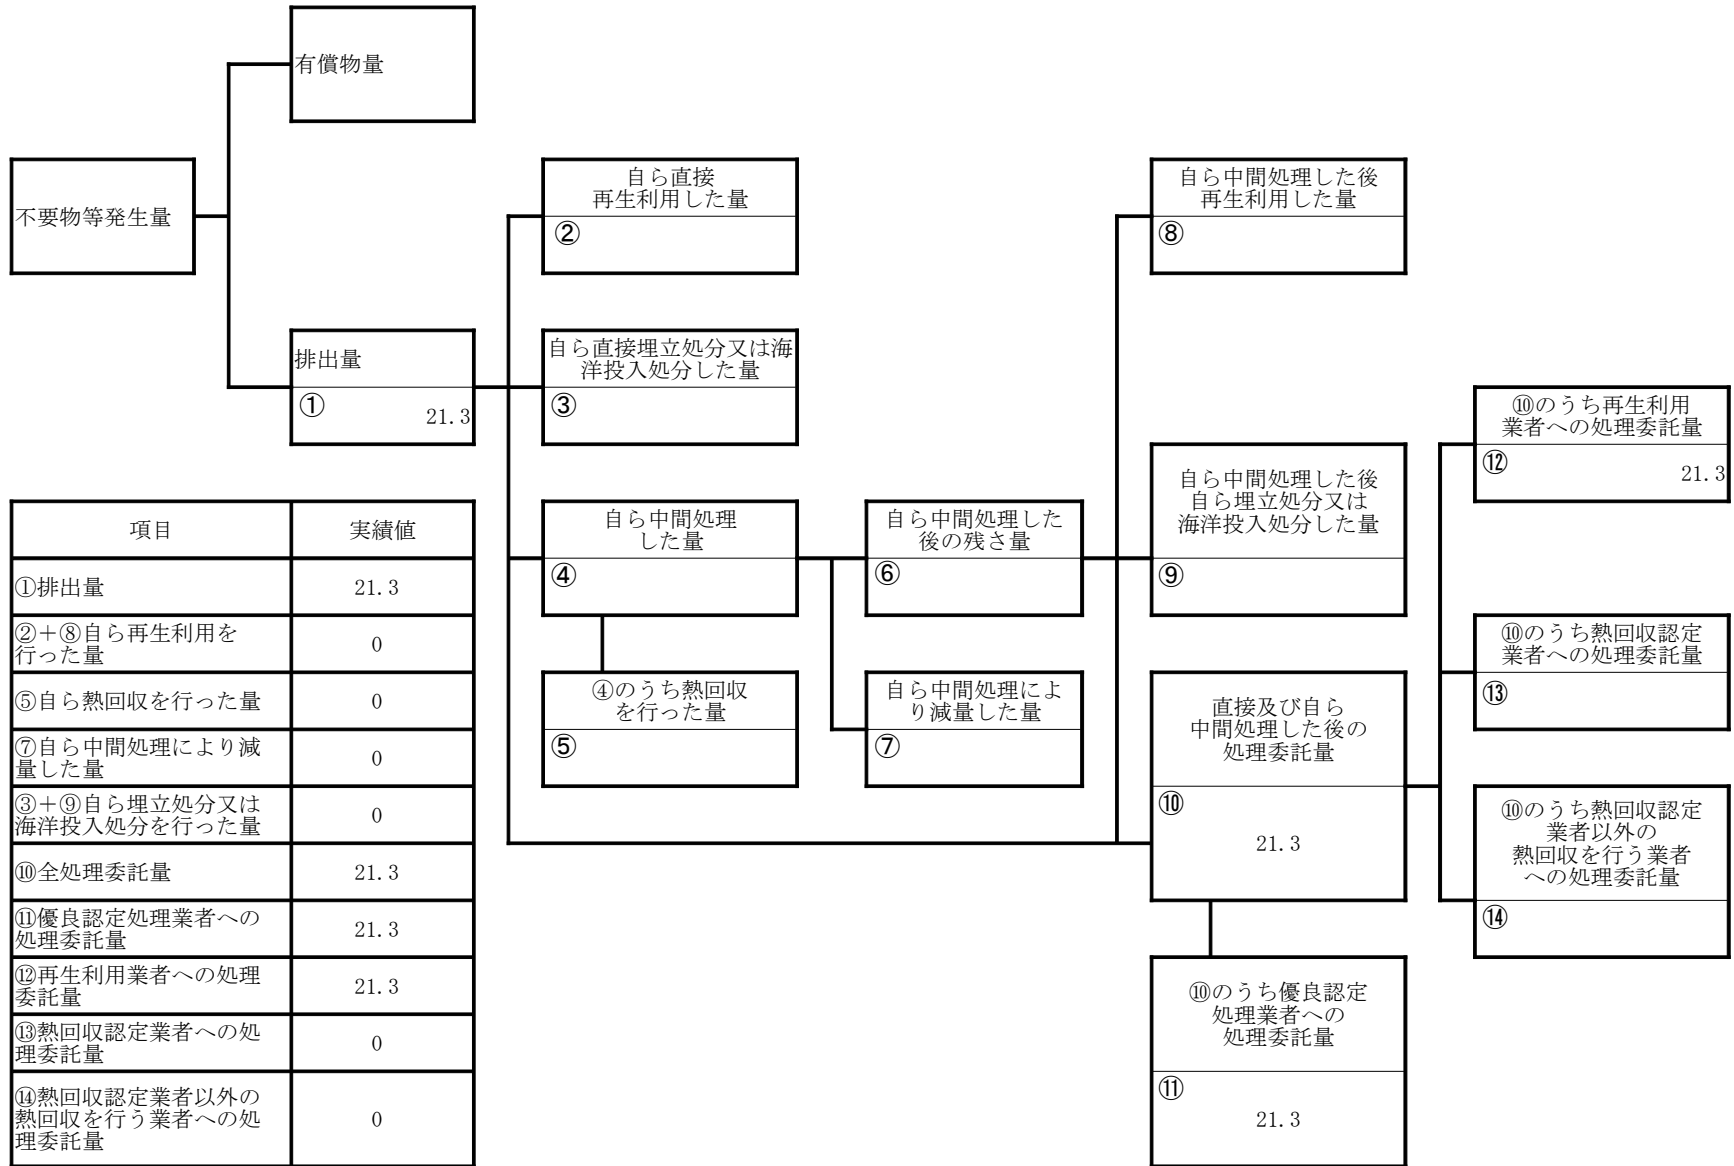 有償物量
不要物等発生量
自ら直接
再生利用した量
②
自ら中間処理した後
再生利用した量
⑧
排出量
①
21.3
自ら直接埋立処分又は海
洋投入処分した量
③
⑩のうち再生利用
業者への処理委託量
⑫
21.3
自ら中間処理した後
自ら埋立処分又は
海洋投入処分した量
⑨
自ら中間処理
した量
④
自ら中間処理した
後の残さ量
⑥
⑩のうち熱回収認定
業者への処理委託量
⑬
④のうち熱回収
を行った量
⑤
自ら中間処理によ
り減量した量
⑦
直接及び自ら
中間処理した後の
処理委託量
⑩
21.3
⑩のうち熱回収認定
業者以外の
熱回収を行う業者
への処理委託量
⑭
⑩のうち優良認定
処理業者への
処理委託量
⑪
21.3
項目 実績値
①排出量 21.3
②＋⑧自ら再生利用を
行った量 0
⑤自ら熱回収を行った量 0
⑦自ら中間処理により減
量した量 0
③＋⑨自ら埋立処分又は
海洋投入処分を行った量 0
⑩全処理委託量 21.3
⑪優良認定処理業者への
処理委託量 21.3
⑫再生利用業者への処理
委託量 21.3
⑬熱回収認定業者への処
理委託量 0
⑭熱回収認定業者以外の
熱回収を行う業者への処
理委託量 0